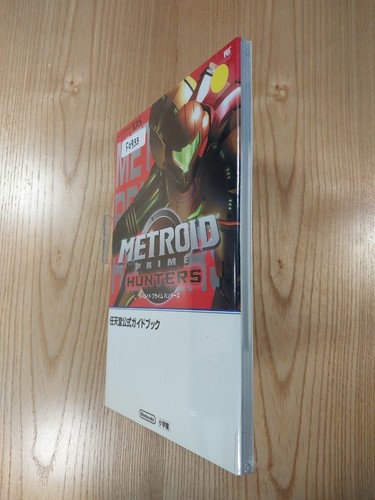 METROID
PRIME
HUNTERS
メトロイド プライム ハンターズ
任天堂公式ガイドブック
Nintendo
小学館